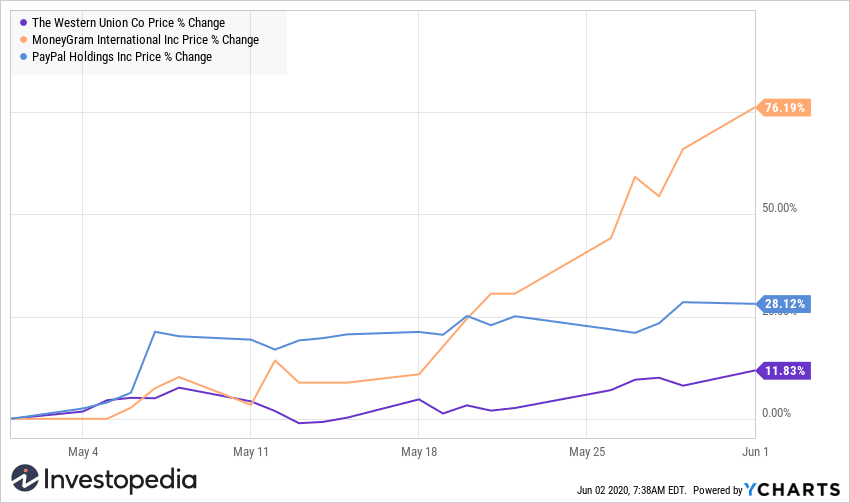 The Western Union Co Price % Change
MoneyGram International Inc Price % Change
PayPal Holdings Inc Price % Change
76.19%
50.00%
28.12%
25.00%
11.83%
0.00%
May 4
May 11
May 18
May 25
Jun 1
Investopedia
Jun 02 2020, 7:38AM EDT. Powered by YCHARTS